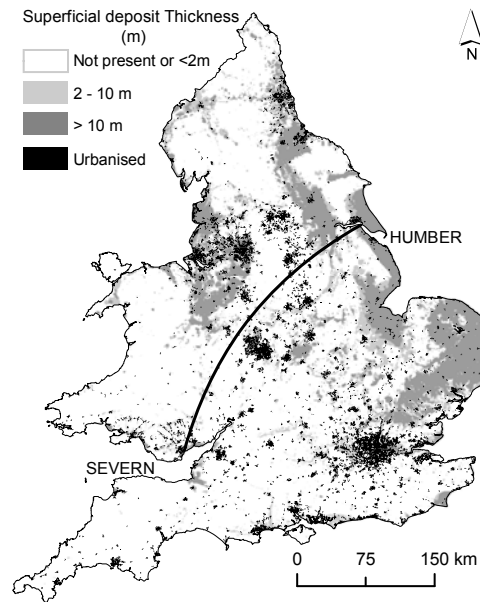 Superficial deposit Thickness
(m)
Not present or <2m
2 - 10 m
> 10 m
Urbanised
N
HUMBER
SEVERN
0 75 150 km